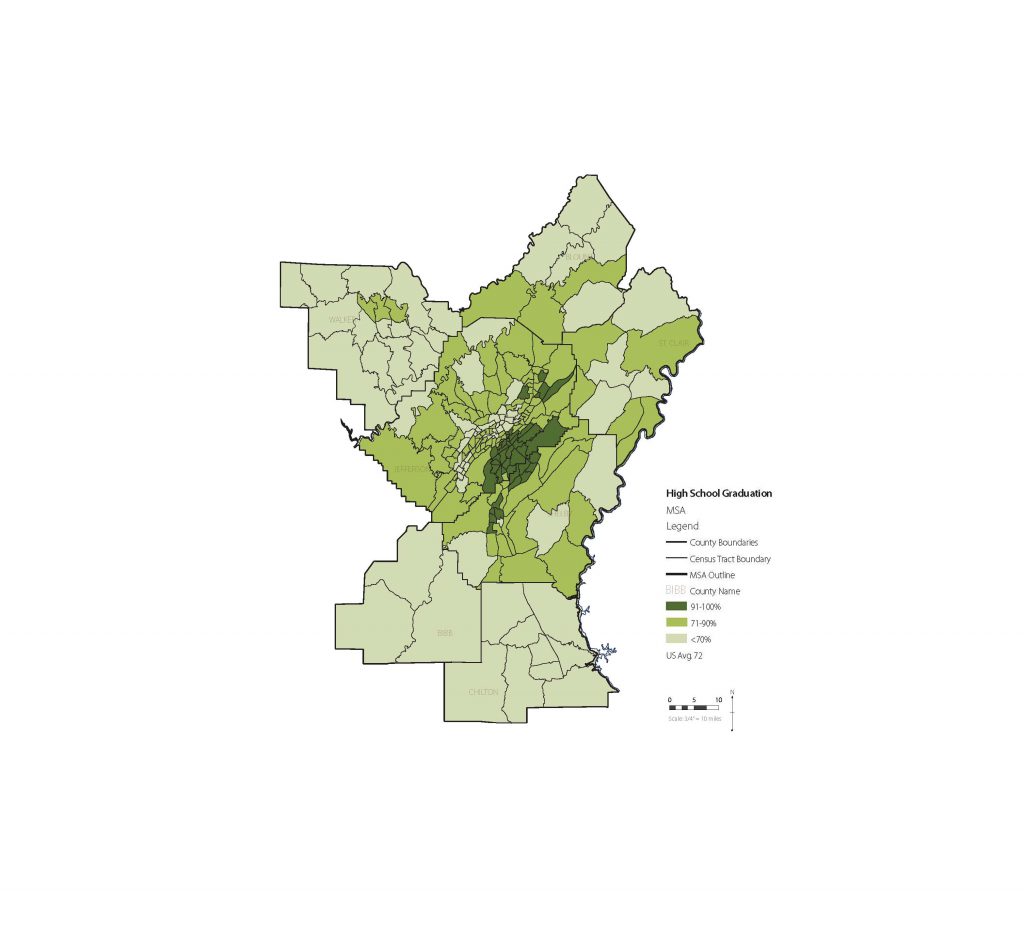 BLOUNT
WALKER
ST. CLAIR
JEFFERSON
SHELBY
BIBB
CHILTON
High School Graduation
MSA
Legend
County Boundaries
Census Tract Boundary
MSA Outline
BIBB County Name
91-100%
71-90%
<70%
US Avg. 72
N
0 5 10
Scale: 3/4" = 10 miles